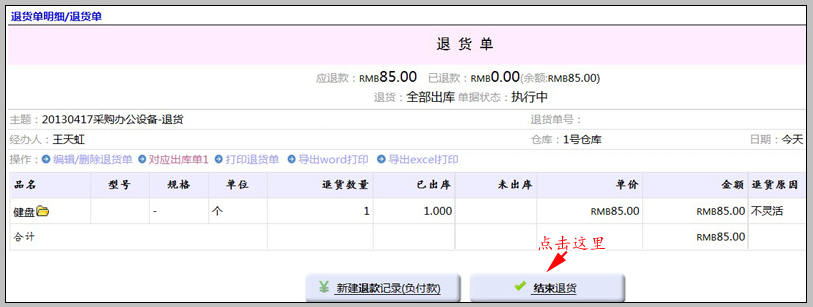 退货单明细/退货单
退 货 单
应退款：RMB85.00 已退款：RMB0.00(余额:RMB85.00)
退货：全部出库 单据状态：执行中
主题：20130417采购办公设备-退货 退货单号：
经办人：王天虹 仓库：1号仓库 日期：今天
操作： 编辑/删除退货单 对应出库单1 打印退货单 导出word打印 导出excel打印
品名 型号 规格 单位 退货数量 已出库 未出库 单价 金额 退货原因
健盘 - 个 1 1.000 RMB85.00 RMB85.00 不灵活
合计 RMB85.00
点击这里
¥ 新建退款记录(负付款) 结束退货